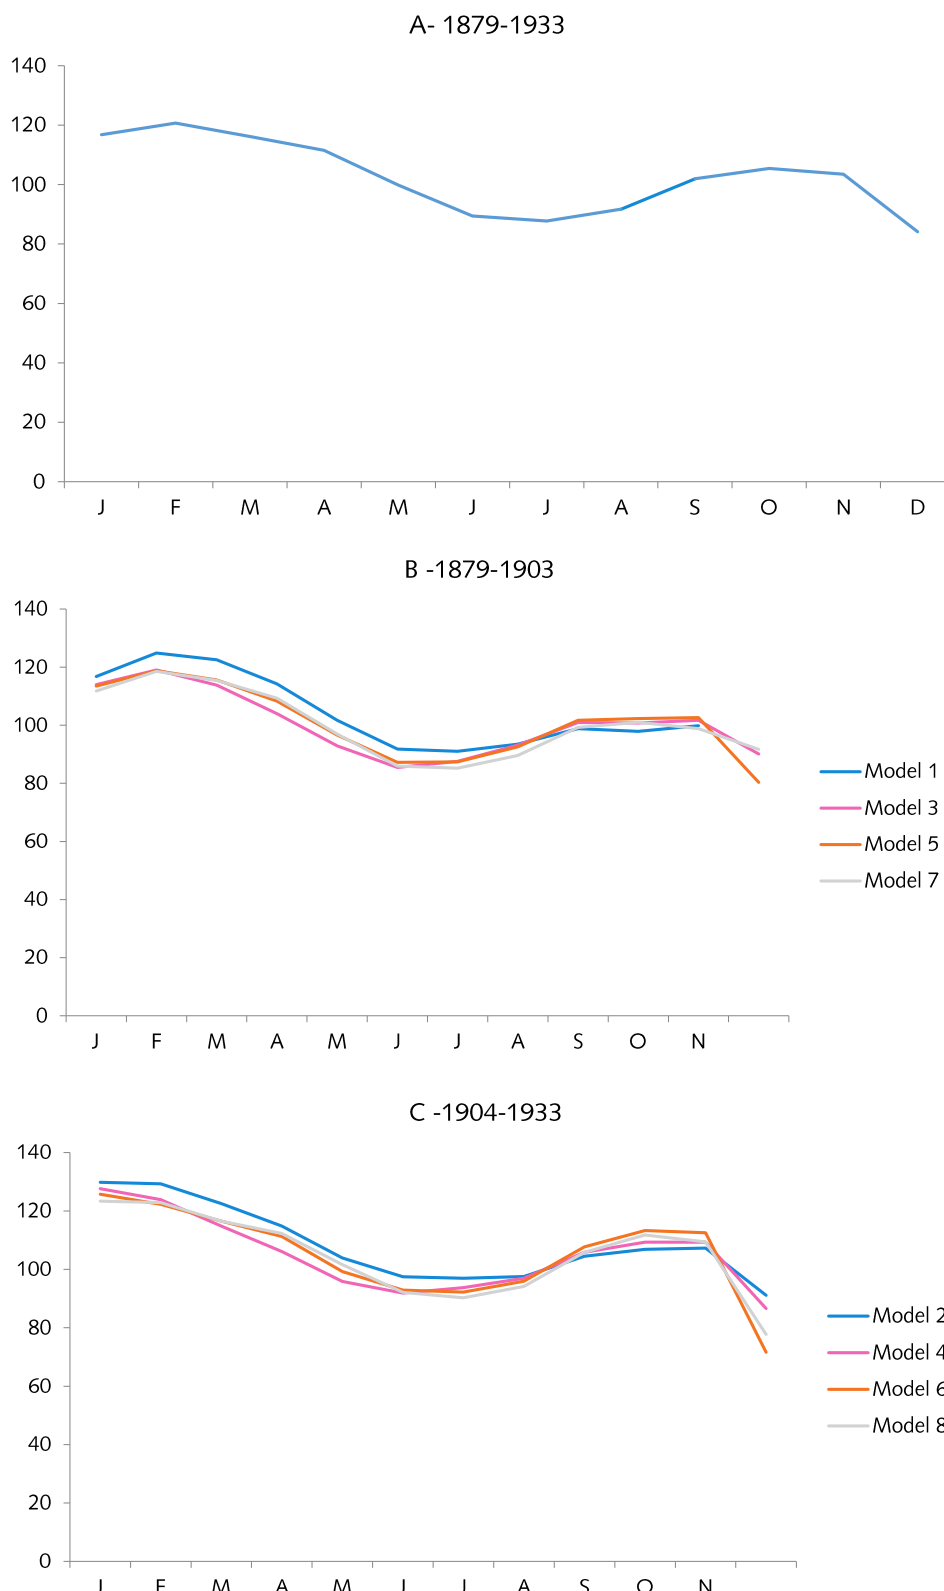 A- 1879-1933
140
120
100
80
60
40
20
0
J F M A M J J A S O N D
B -1879-1903
140
120
100
80
60
40
20
0
J F M A M J J A S O N
Model 1
Model 3
Model 5
Model 7
C -1904-1933
140
120
100
80
60
40
20
0
J F M A M J J A S O N
Model 2
Model 4
Model 6
Model 8